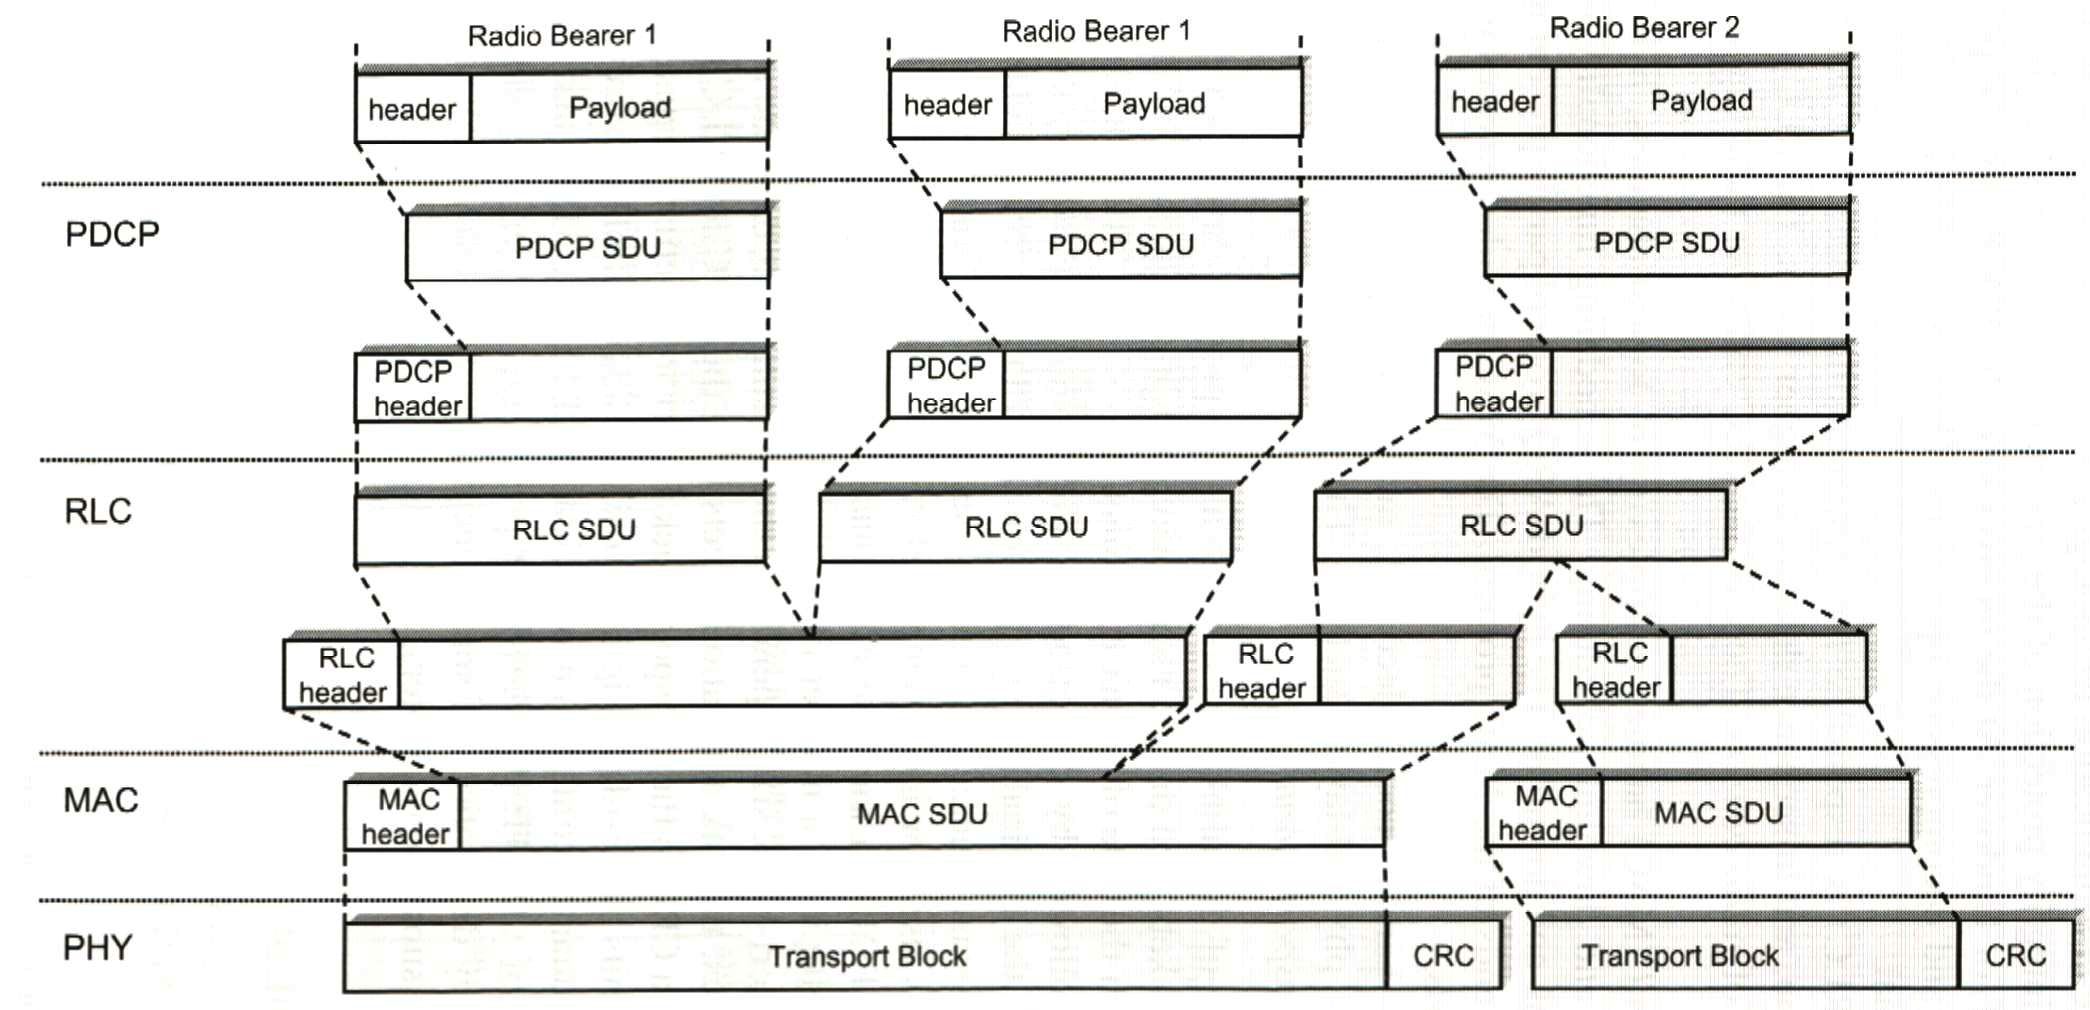 Radio Bearer 1
Radio Bearer 1
Radio Bearer 2
header
Payload
header
Payload
header
Payload
PDCP
PDCP SDU
PDCP SDU
PDCP SDU
PDCP
header
PDCP
header
PDCP
header
RLC
RLC SDU
RLC SDU
RLC SDU
RLC
header
RLC
header
RLC
header
MAC
MAC
header
MAC SDU
MAC
header
MAC SDU
PHY
Transport Block
CRC
Transport Block
CRC